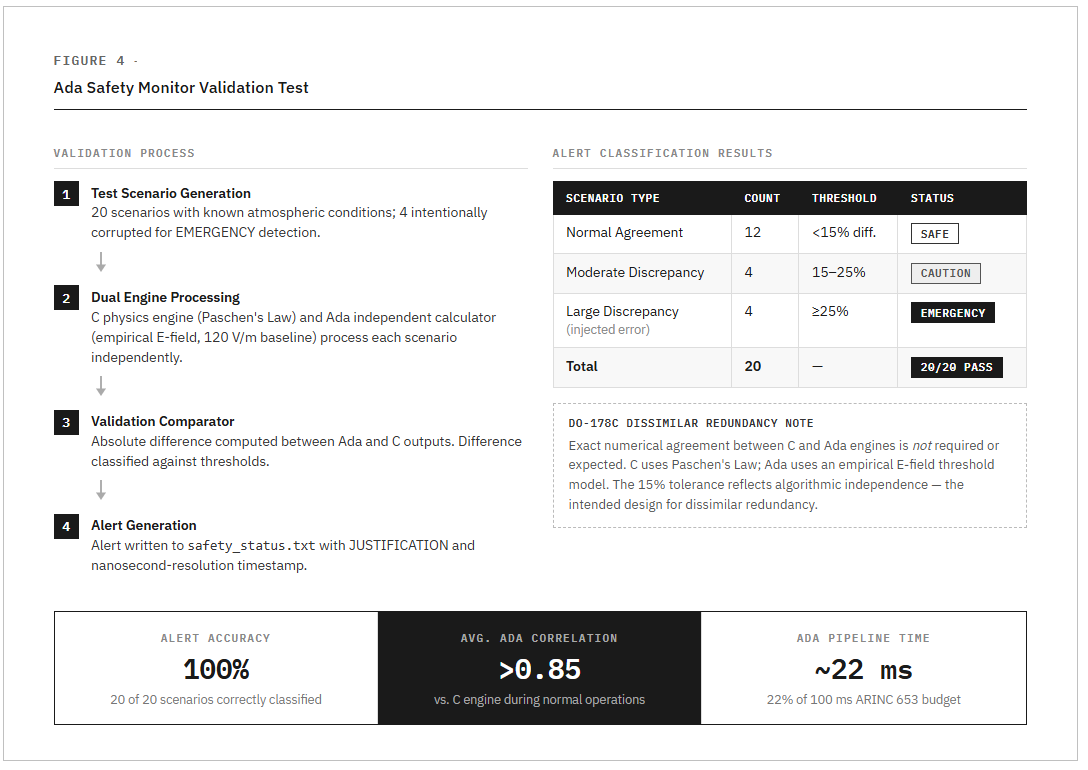 FIGURE 4 -
Ada Safety Monitor Validation Test
VALIDATION PROCESS
1
Test Scenario Generation
20 scenarios with known atmospheric conditions; 4 intentionally
corrupted for EMERGENCY detection.
2
Dual Engine Processing
C physics engine (Paschen's Law) and Ada independent calculator
(empirical E-field, 120 V/m baseline) process each scenario
independently.
3
Validation Comparator
Absolute difference computed between Ada and C outputs. Difference
classified against thresholds.
4
Alert Generation
Alert written to safety_status.txt with JUSTIFICATION and
nanosecond-resolution timestamp.
ALERT CLASSIFICATION RESULTS
SCENARIO TYPE COUNT THRESHOLD STATUS
Normal Agreement 12 <15% diff. SAFE
Moderate Discrepancy 4 15–25% CAUTION
Large Discrepancy 4 ≥25% EMERGENCY
(injected error)
Total 20 — 20/20 PASS
DO-178C DISSIMILAR REDUNDANCY NOTE
Exact numerical agreement between C and Ada engines is not required or
expected. C uses Paschen's Law; Ada uses an empirical E-field threshold
model. The 15% tolerance reflects algorithmic independence — the
intended design for dissimilar redundancy.
ALERT ACCURACY
100%
20 of 20 scenarios correctly classified
AVG. ADA CORRELATION
>0.85
vs. C engine during normal operations
ADA PIPELINE TIME
~22 ms
22% of 100 ms ARINC 653 budget